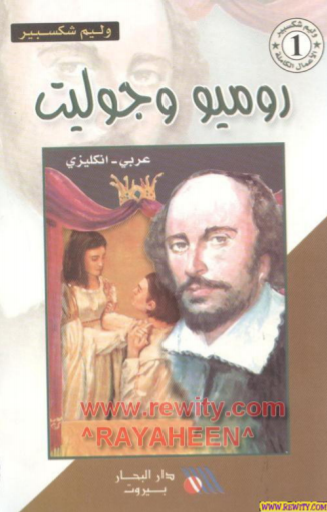 وليم شكسبير
وليم شكسبير
1
الأعمال الكاملة
روميو وجوليت
عربي - انكليزي
www.rewity.com
^RAYAHEEN^
دار البحار
بيروت
WWW.REWITY.COM